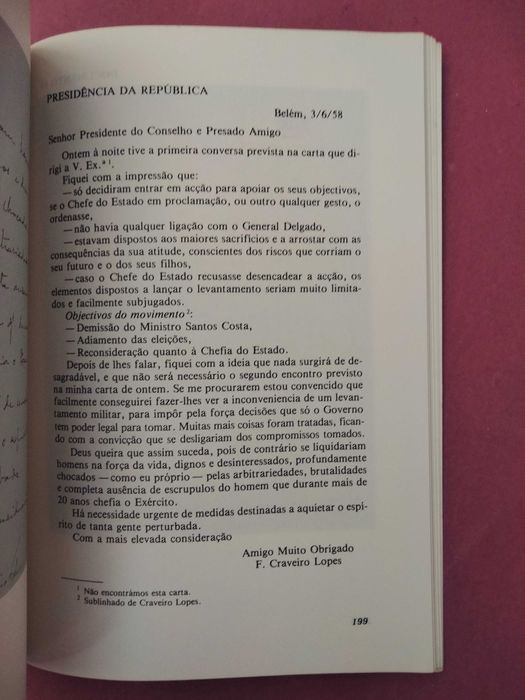 PRESIDÊNCIA DA REPÚBLICA
Belém, 3/6/58
Senhor Presidente do Conselho e Presado Amigo
Ontem à noite tive a primeira conversa prevista na carta que di-
rigi a V. Ex.ª ¹.
Fiquei com a impressão que:
— só decidiram entrar em acção para apoiar os seus objectivos,
se o Chefe do Estado em proclamação, ou outro qualquer gesto, o
ordenasse,
— não havia qualquer ligação com o General Delgado,
— estavam dispostos aos maiores sacrifícios e a arrostar com as
consequências da sua atitude, conscientes dos riscos que corriam o
seu futuro e o dos seus filhos,
— caso o Chefe do Estado recusasse desencadear a acção, os
elementos dispostos a lançar o levantamento seriam muito limita-
dos e facilmente subjugados.
Objectivos do movimento ²:
— Demissão do Ministro Santos Costa,
— Adiamento das eleições,
— Reconsideração quanto à Chefia do Estado.
Depois de lhes falar, fiquei com a ideia que nada surgirá de de-
sagradável, e que não será necessário o segundo encontro previsto
na minha carta de ontem. Se me procurarem estou convencido que
facilmente conseguirei fazer-lhes ver a inconveniencia de um levan-
tamento militar, para impôr pela força decisões que só o Governo
tem poder legal para tomar. Muitas mais coisas foram tratadas, fican-
do com a convicção que se desligariam dos compromissos tomados.
Deus queira que assim suceda, pois de contrário se liquidariam
homens na força da vida, dignos e desinteressados, profundamente
chocados — como eu próprio — pelas arbitrariedades, brutalidades
e completa ausência de escrupulos do homem que durante mais de
20 anos chefia o Exército.
Há necessidade urgente de medidas destinadas a aquietar o espí-
rito de tanta gente perturbada.
Com a mais elevada consideração
Amigo Muito Obrigado
F. Craveiro Lopes
¹ Não encontrámos esta carta.
² Sublinhado de Craveiro Lopes.
199